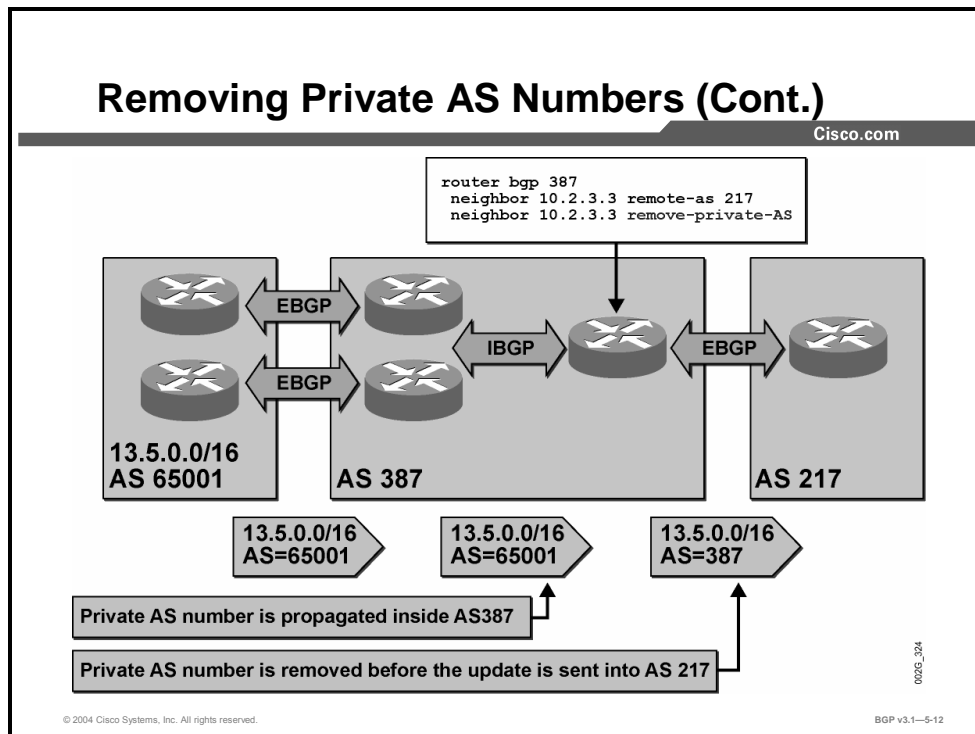 Removing Private AS Numbers (Cont.)
Cisco.com
router bgp 387
neighbor 10.2.3.3 remote-as 217
neighbor 10.2.3.3 remove-private-AS
EBGP
EBGP
IBGP
EBGP
13.5.0.0/16
AS 65001
AS 387
AS 217
13.5.0.0/16
AS=65001
13.5.0.0/16
AS=65001
13.5.0.0/16
AS=387
Private AS number is propagated inside AS387
Private AS number is removed before the update is sent into AS 217
002G_324
© 2004 Cisco Systems, Inc. All rights reserved.
BGP v3.1—5-12